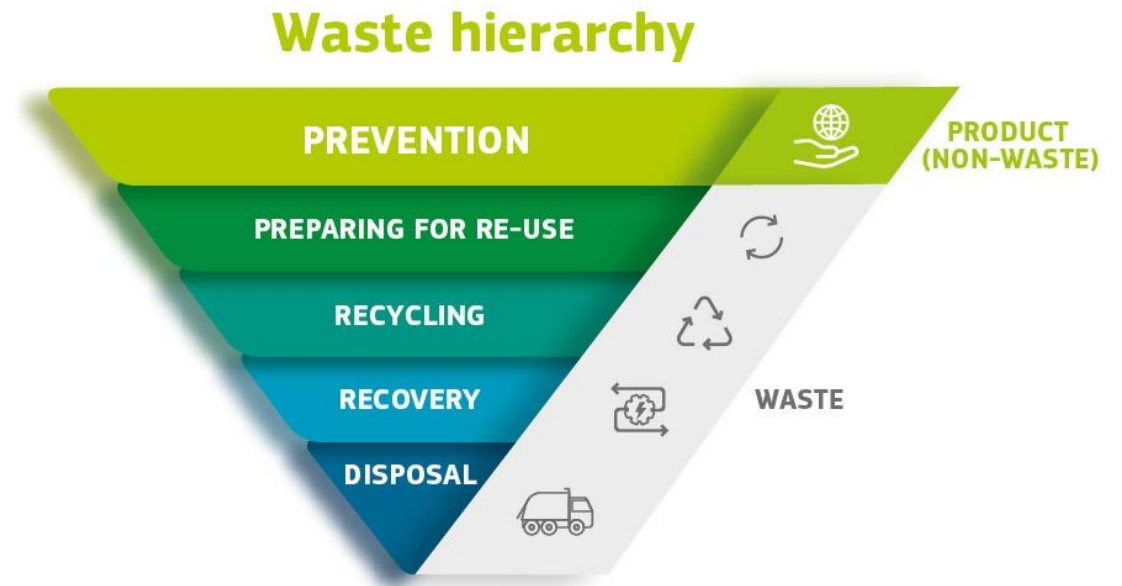 Waste hierarchy
PREVENTION
PRODUCT
(NON-WASTE)
PREPARING FOR RE-USE
RECYCLING
RECOVERY
WASTE
DISPOSAL